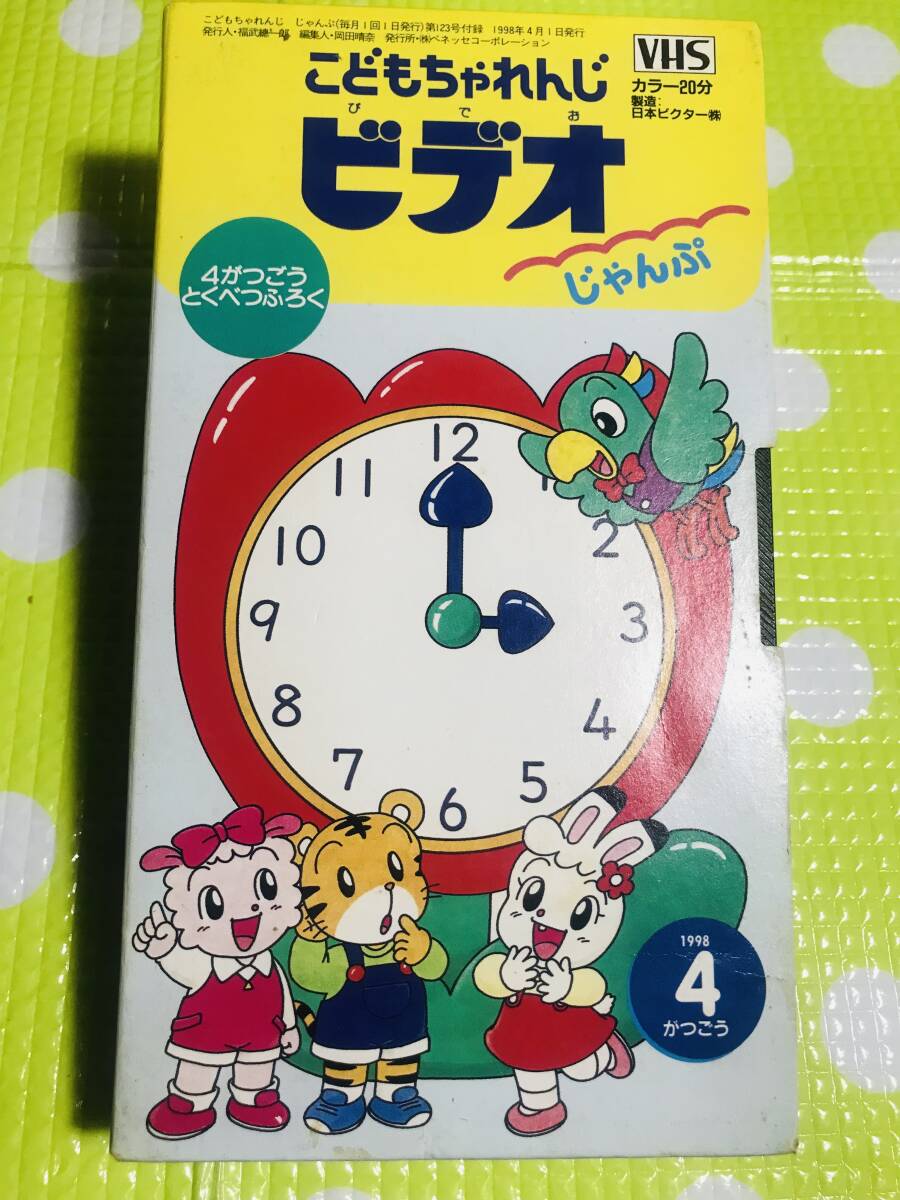 こどもちゃれんじ じゃんぷ(毎月1回1日発行)第123号付録 1998年4月1日発行・
発行人・福武總一郎 編集人・岡田晴奈 発行所・㈱ベネッセコーポレーション
こどもちゃれんじ
びでお
ビデオ
じゃんぷ
VHS
カラー20分
製造:
日本ビクター㈱
4がつごう
とくべつふろく
12
11
10
9
8
7
6
5
4
3
2
1998
4
がつごう